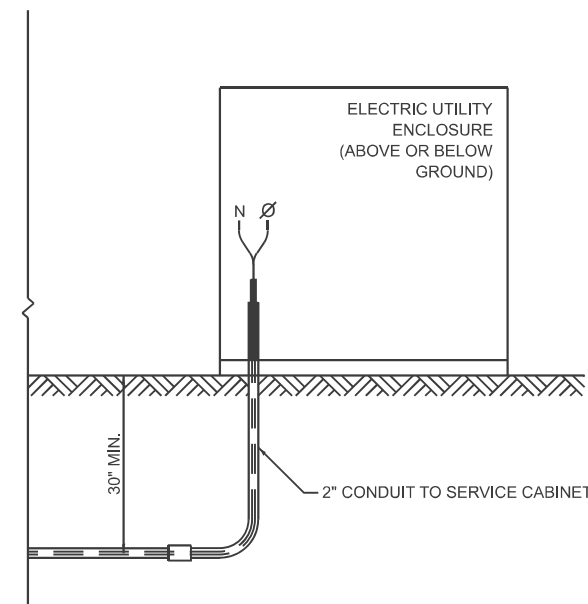 ELECTRIC UTILITY
ENCLOSURE
(ABOVE OR BELOW
GROUND)
N Ø
30" MIN.
2" CONDUIT TO SERVICE CABINET